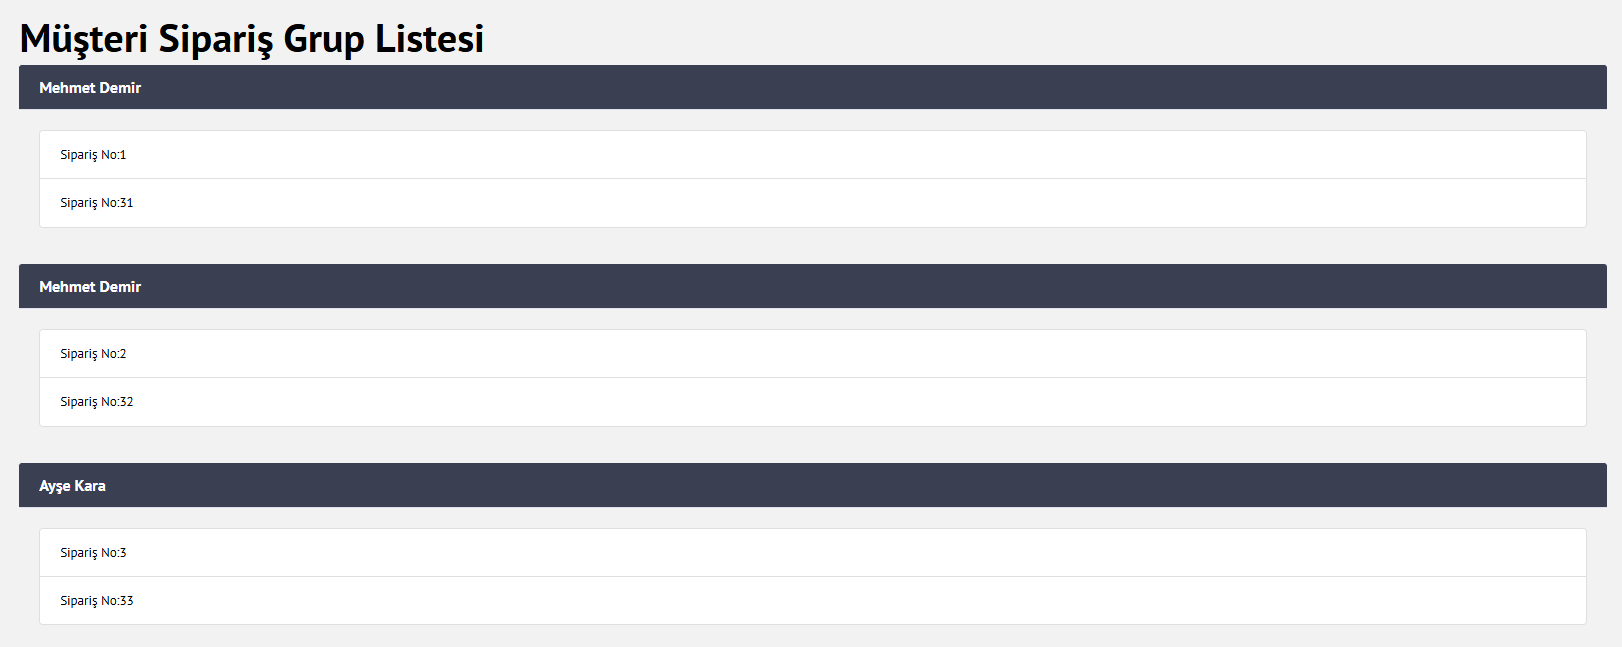 Müşteri Sipariş Grup Listesi
Mehmet Demir
Sipariş No:1
Sipariş No:31
Mehmet Demir
Sipariş No:2
Sipariş No:32
Ayşe Kara
Sipariş No:3
Sipariş No:33